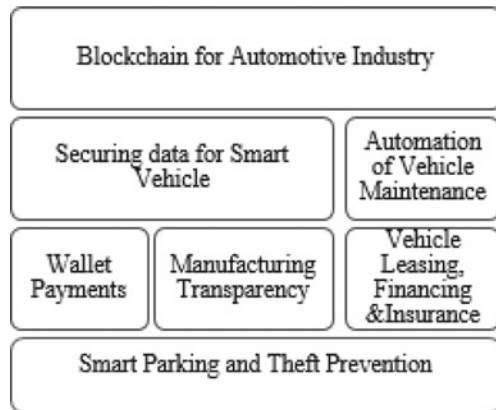 Blockchain for Automotive Industry
Securing data for Smart
Vehicle
Automation
of Vehicle
Maintenance
Wallet
Payments
Manufacturing
Transparency
Vehicle
Leasing,
Financing
&Insurance
Smart Parking and Theft Prevention